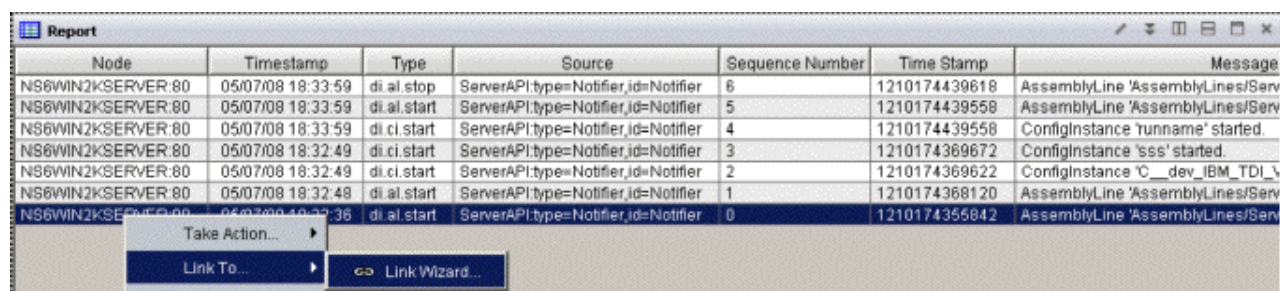 Report
Node Timestamp Type Source Sequence Number Time Stamp Message
NS6WIN2KSERVER:80 05/07/08 18:33:59 di.al.stop ServerAPI:type=Notifier,id=Notifier 6 1210174439618 AssemblyLine 'AssemblyLines/Serv
NS6WIN2KSERVER:80 05/07/08 18:33:59 di.al.start ServerAPI:type=Notifier,id=Notifier 5 1210174439558 AssemblyLine 'AssemblyLines/Serv
NS6WIN2KSERVER:80 05/07/08 18:33:59 di.ci.start ServerAPI:type=Notifier,id=Notifier 4 1210174439558 ConfigInstance 'runname' started.
NS6WIN2KSERVER:80 05/07/08 18:32:49 di.ci.start ServerAPI:type=Notifier,id=Notifier 3 1210174369672 ConfigInstance 'sss' started.
NS6WIN2KSERVER:80 05/07/08 18:32:49 di.ci.start ServerAPI:type=Notifier,id=Notifier 2 1210174369622 ConfigInstance 'C__dev_IBM_TDI_V
NS6WIN2KSERVER:80 05/07/08 18:32:48 di.al.start ServerAPI:type=Notifier,id=Notifier 1 1210174368120 AssemblyLine 'AssemblyLines/Serv
di.al.start ServerAPI:type=Notifier,id=Notifier 0 1210174355842 AssemblyLine 'AssemblyLines/Serv
Take Action...
Link To... Link Wizard...